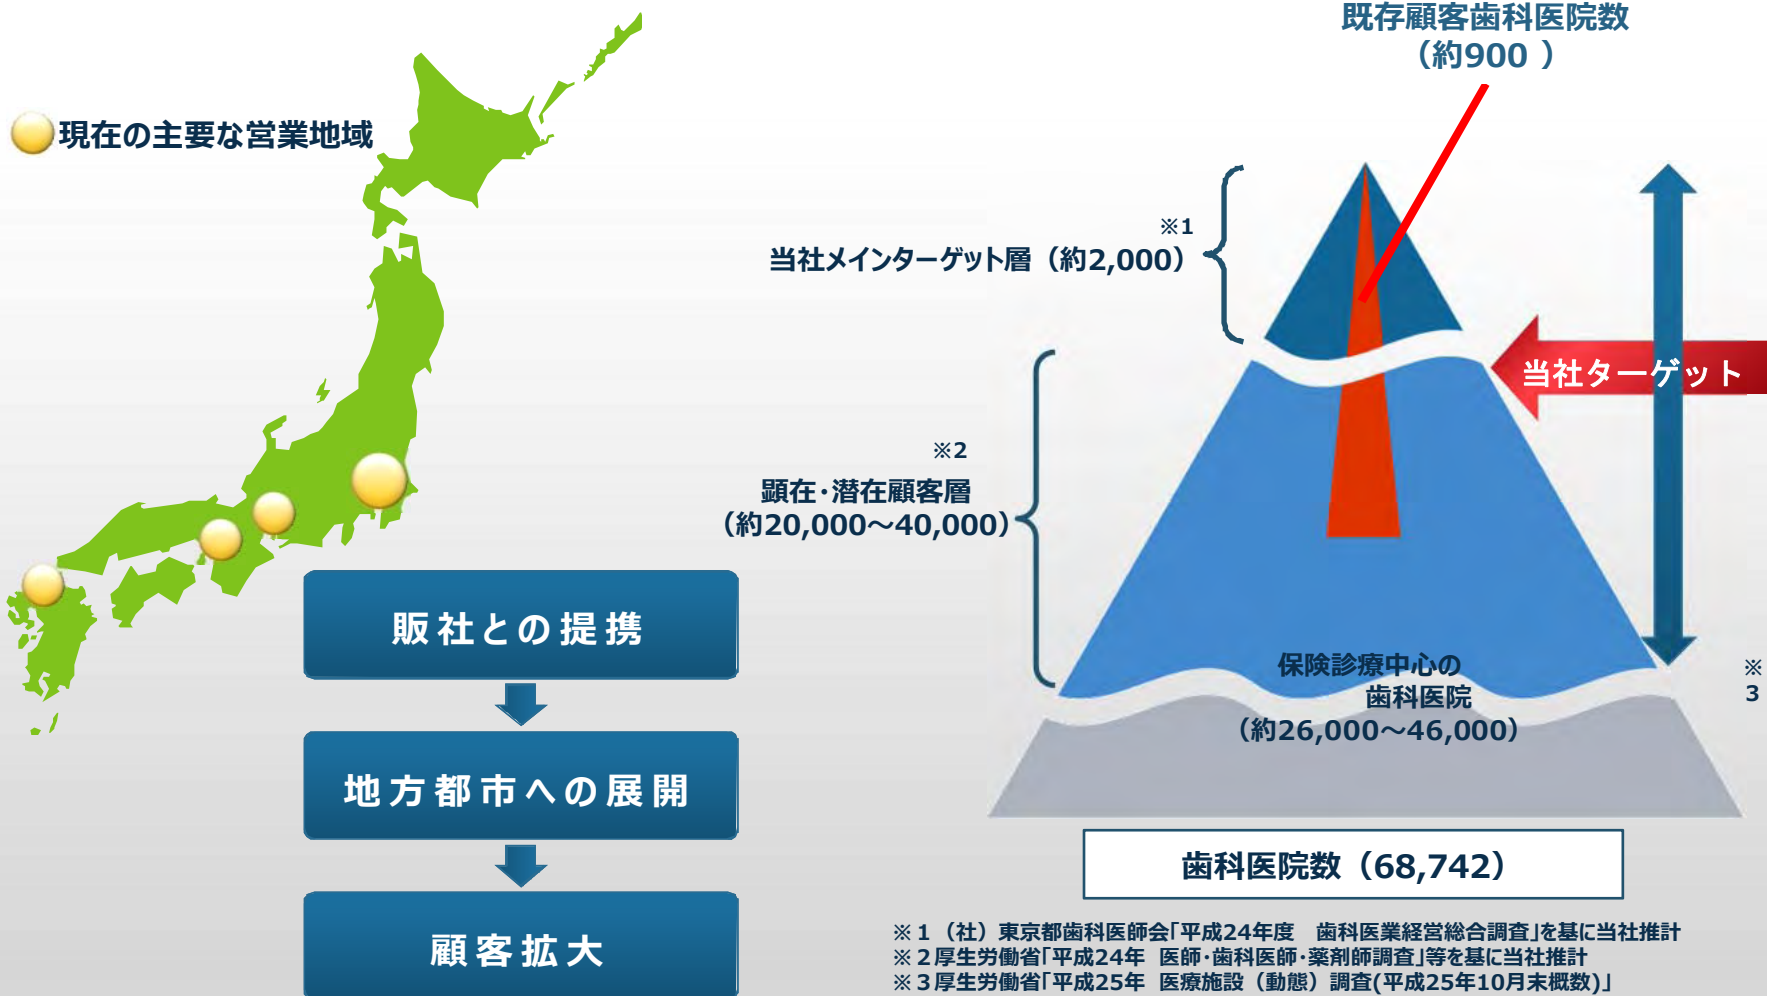 現在の主要な営業地域
販社との提携
地方都市への展開
顧客拡大
既存顧客歯科医院数
（約900 ）
※1
当社メインターゲット層（約2,000）
当社ターゲット
※2
顕在・潜在顧客層
（約20,000～40,000）
保険診療中心の
歯科医院
（約26,000～46,000）
※
3
歯科医院数（68,742）
※１（社）東京都歯科医師会「平成24年度　歯科医業経営総合調査」を基に当社推計
※２厚生労働省「平成24年 医師・歯科医師・薬剤師調査」等を基に当社推計
※３厚生労働省「平成25年 医療施設（動態）調査(平成25年10月末概数)」